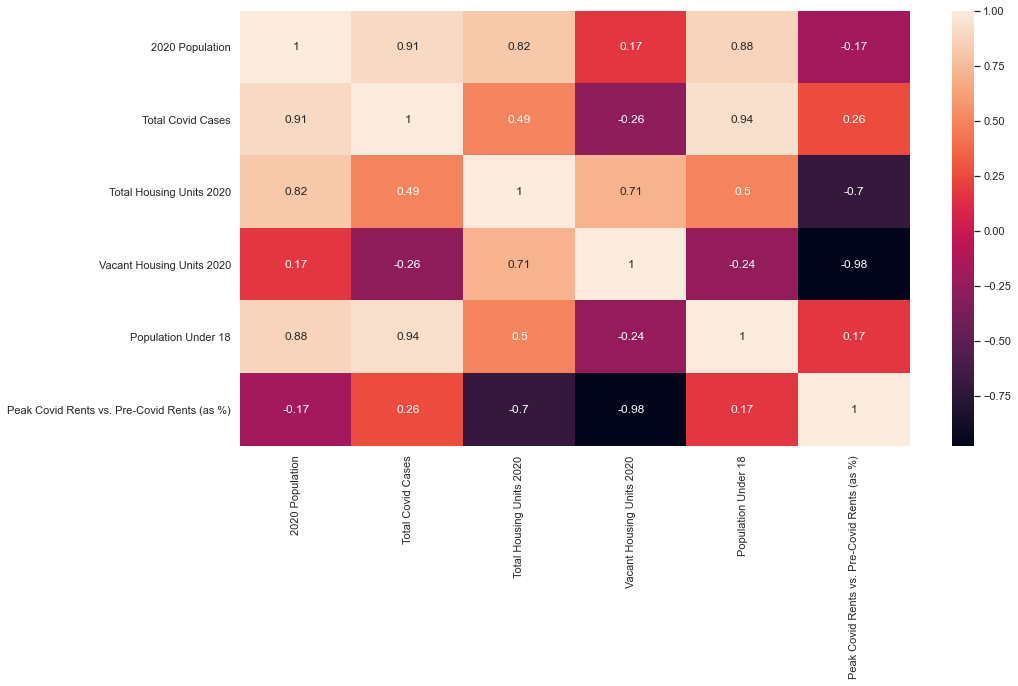 2020 Population 1 0.91 0.82 0.17 0.88 -0.17
Total Covid Cases 0.91 1 0.49 -0.26 0.94 0.26
Total Housing Units 2020 0.82 0.49 1 0.71 0.5 -0.7
Vacant Housing Units 2020 0.17 -0.26 0.71 1 -0.24 -0.98
Population Under 18 0.88 0.94 0.5 -0.24 1 0.17
Peak Covid Rents vs. Pre-Covid Rents (as %) -0.17 0.26 -0.7 -0.98 0.17 1
2020 Population
Total Covid Cases
Total Housing Units 2020
Vacant Housing Units 2020
Population Under 18
Peak Covid Rents vs. Pre-Covid Rents (as %)
1.00
0.75
0.50
0.25
0.00
−0.25
−0.50
−0.75